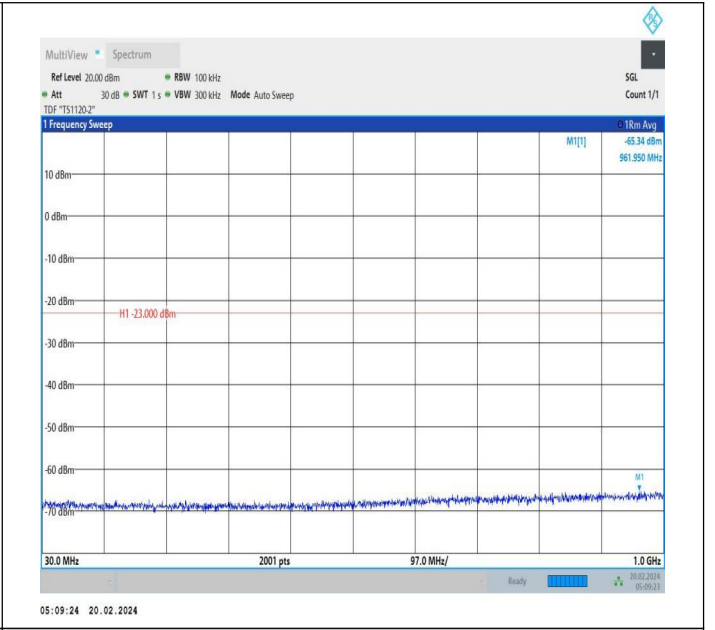 MultiView Spectrum
Ref Level 20.00 dBm RBW 100 kHz SGL
Att 30 dB SWT 1 s VBW 300 kHz Mode Auto Sweep Count 1/1
TDF "TS1120-2"
1 Frequency Sweep 1Rm Avg
M1[1] -65.34 dBm
961.950 MHz
10 dBm
0 dBm
-10 dBm
-20 dBm
H1 -23.000 dBm
-30 dBm
-40 dBm
-50 dBm
-60 dBm
M1
-70 dBm
30.0 MHz 2001 pts 97.0 MHz/ 1.0 GHz
Ready 20.02.2024
05:09:23
05:09:24 20.02.2024